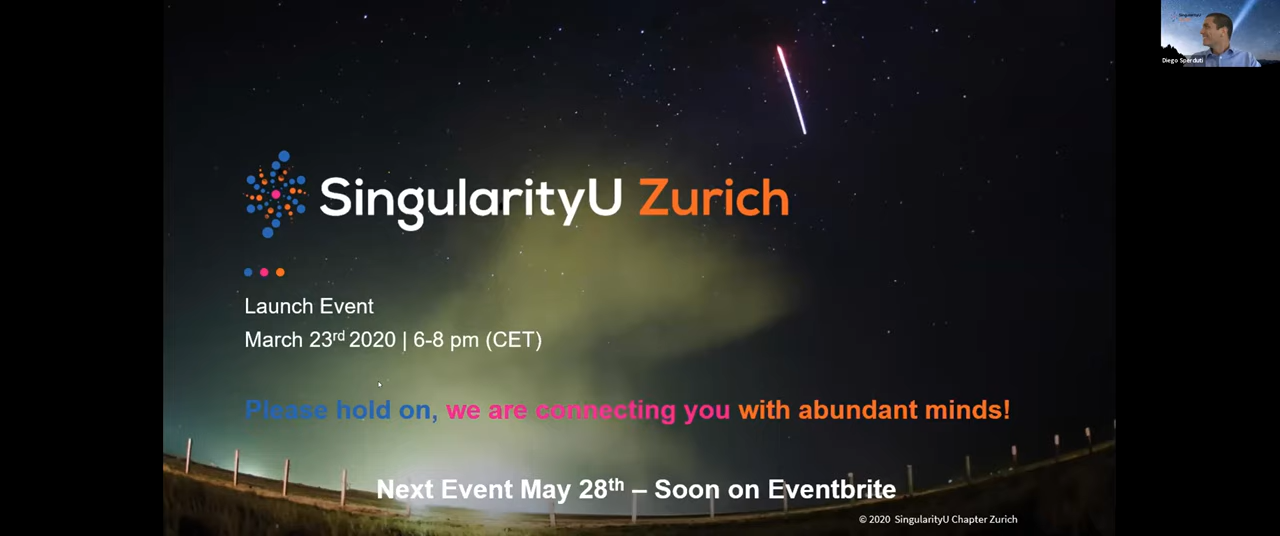 SingularityU Zurich
Launch Event
March 23rd 2020 | 6-8 pm (CET)
Please hold on, we are connecting you with abundant minds!
Next Event May 28th – Soon on Eventbrite
© 2020 SingularityU Chapter Zurich
Diego Sperduti